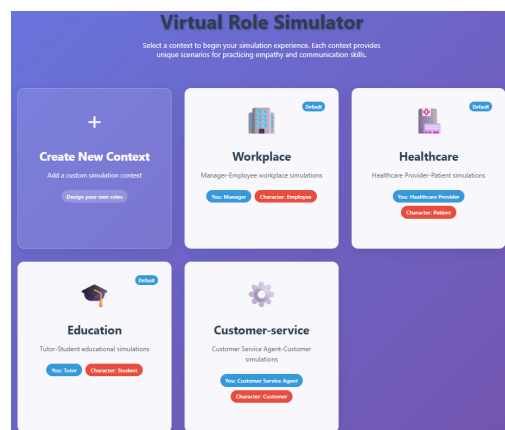 Virtual Role Simulator
Select a context to begin your simulation experience. Each context provides
unique scenarios for practicing empathy and communication skills.
+
Create New Context
Add a custom simulation context
Design your own roles
Default
Workplace
Manager-Employee workplace simulations
You: Manager
Character: Employee
Default
Healthcare
Healthcare Provider-Patient simulations
You: Healthcare Provider
Character: Patient
Default
Education
Tutor-Student educational simulations
You: Tutor
Character: Student
Customer-service
Customer Service Agent-Customer
simulations
You: Customer Service Agent
Character: Customer